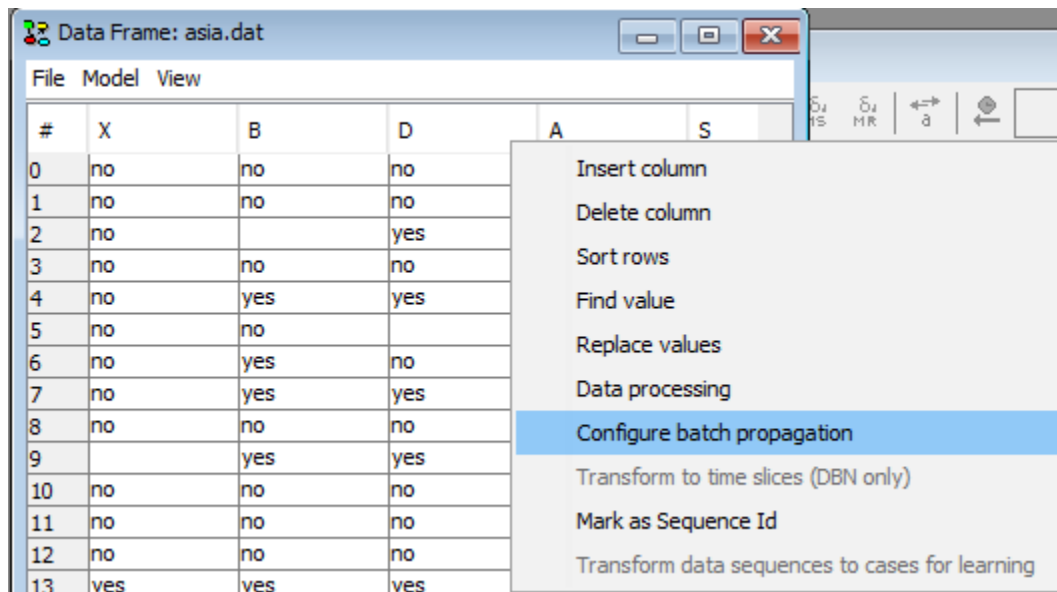 Data Frame: asia.dat
File Model View
δ↓ MS δ↓ MR a
# X B D A S
0 no no no
1 no no no
2 no yes
3 no no no
4 no yes yes
5 no no
6 no yes no
7 no yes yes
8 no no no
9 yes yes
10 no no no
11 no no no
12 no no no
13 yes yes yes
Insert column
Delete column
Sort rows
Find value
Replace values
Data processing
Configure batch propagation
Transform to time slices (DBN only)
Mark as Sequence Id
Transform data sequences to cases for learning